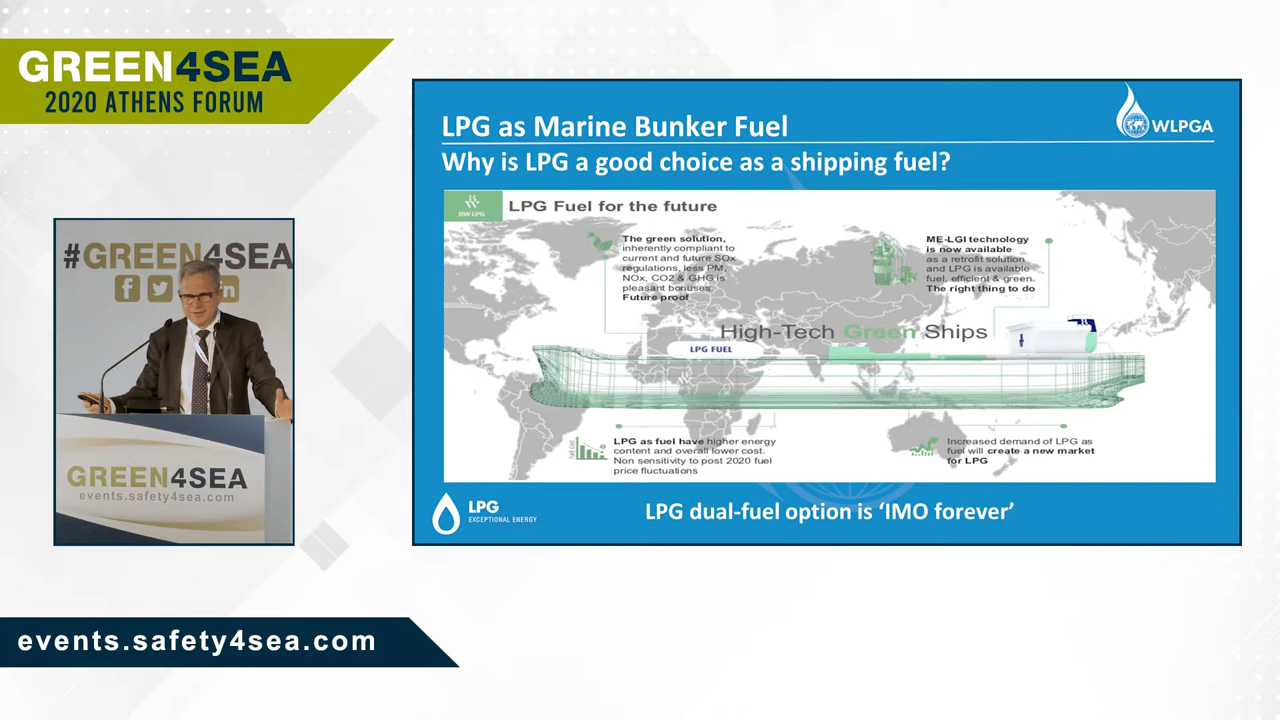 GREEN4SEA
2020 ATHENS FORUM
#GREEN4SEA
GREEN4SEA
events.safety4sea.com
events.safety4sea.com
LPG as Marine Bunker Fuel
WLPGA
Why is LPG a good choice as a shipping fuel?
BW LPG
LPG Fuel for the future
The green solution,
inherently compliant to
current and future SOx
regulations, less PM,
NOx, CO2 & GHG is
pleasant bonuses.
Future proof
ME-LGI technology
is now available
as a retrofit solution
and LPG is available
fuel, efficient & green.
The right thing to do
High-Tech Green Ships
LPG FUEL
LPG as fuel have higher energy
content and overall lower cost.
Non sensitivity to post 2020 fuel
price fluctuations
Increased demand of LPG as
fuel will create a new market
for LPG
LPG
EXCEPTIONAL ENERGY
LPG dual-fuel option is ‘IMO forever’